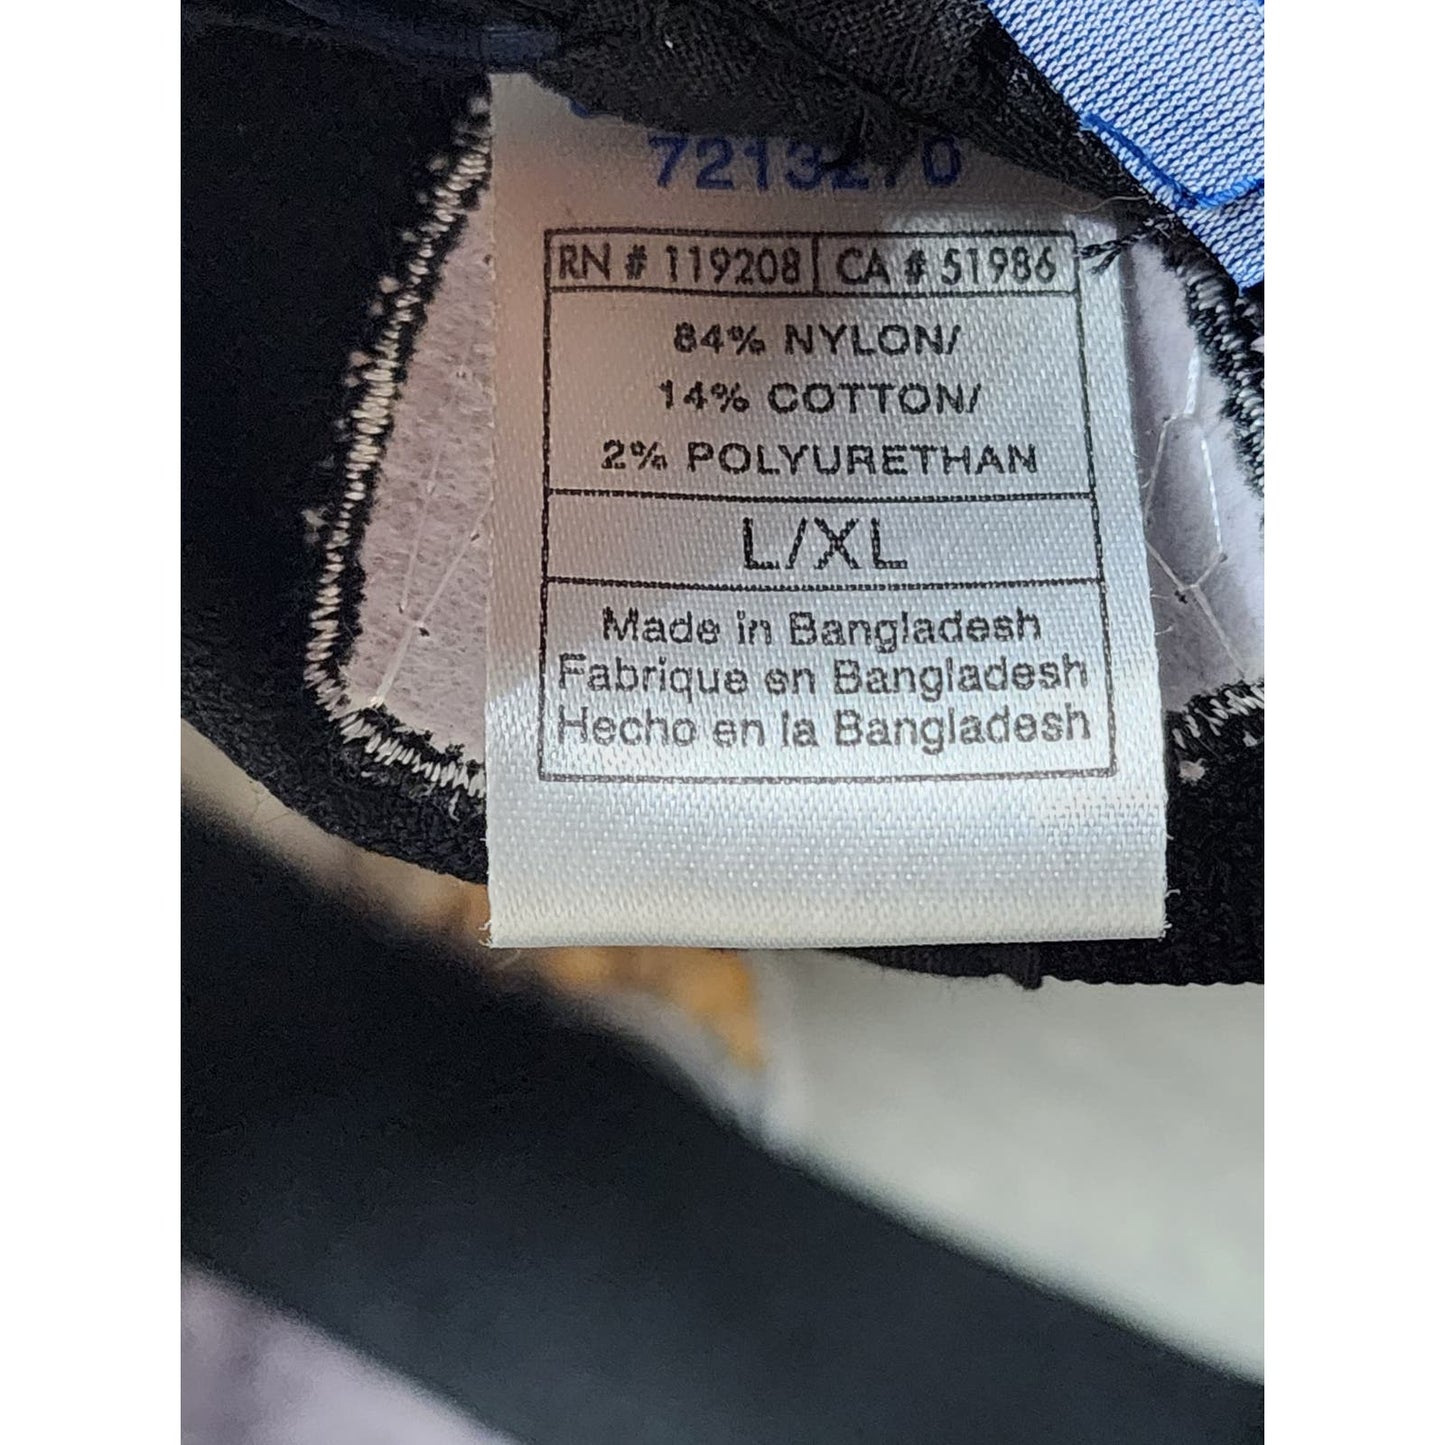 RN # 119208 CA # 51986
84% NYLON/
14% COTTON/
2% POLYURETHAN
L/XL
Made in Bangladesh
Fabrique en Bangladesh
Hecho en la Bangladesh